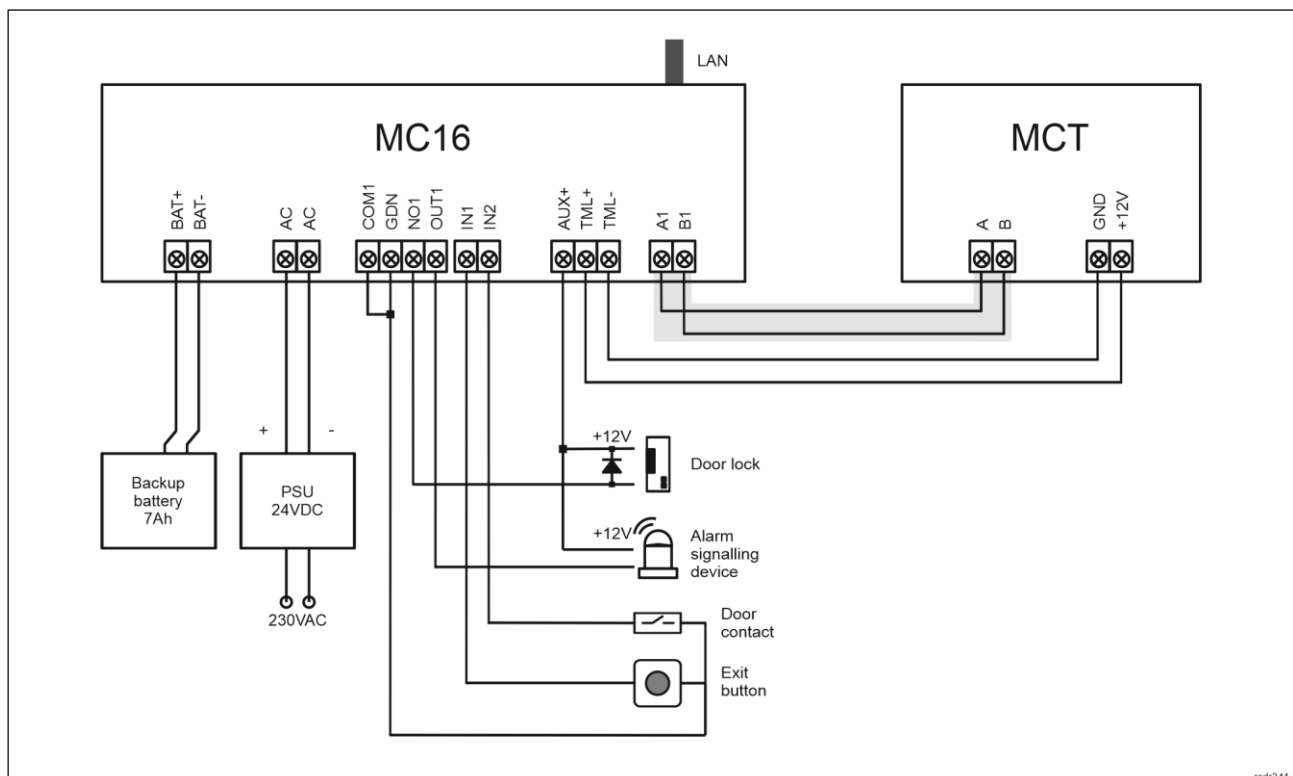 LAN
MC16
MCT
BAT+
BAT-
AC
AC
COM1
GDN
NO1
OUT1
IN1
IN2
AUX+
TML+
TML-
A1
B1
A
B
GND
+12V
+
-
Backup
battery
7Ah
PSU
24VDC
230VAC
+12V
Door lock
+12V
Alarm
signalling
device
Door
contact
Exit
button